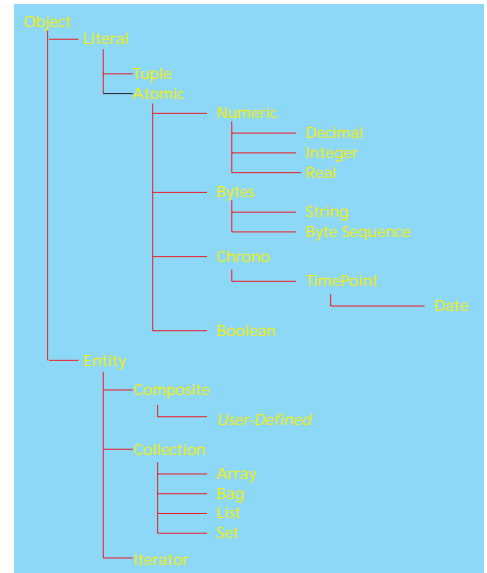 Object
Literal
Tuple
Atomic
Numeric
Decimal
Integer
Real
Bytes
String
Byte Sequence
Chrono
TimePoint
Date
Boolean
Entity
Composite
User-Defined
Collection
Array
Bag
List
Set
Iterator